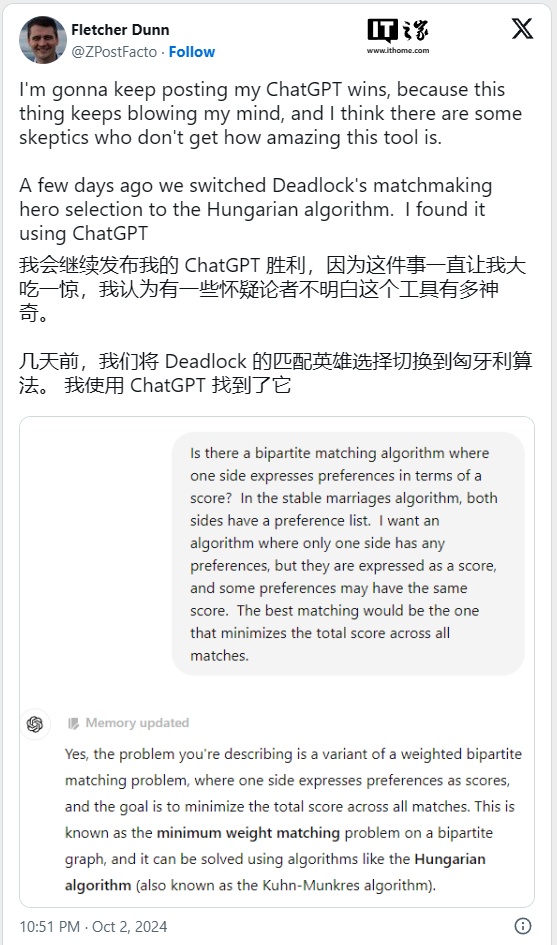 Fletcher Dunn
@ZPostFacto · Follow
IT之家
www.ithome.com
I'm gonna keep posting my ChatGPT wins, because this
thing keeps blowing my mind, and I think there are some
skeptics who don't get how amazing this tool is.
A few days ago we switched Deadlock's matchmaking
hero selection to the Hungarian algorithm.  I found it
using ChatGPT
我会继续发布我的 ChatGPT 胜利，因为这件事一直让我大
吃一惊，我认为有一些怀疑论者不明白这个工具有多神
奇。
几天前，我们将 Deadlock 的匹配英雄选择切换到匈牙利算
法。 我使用 ChatGPT 找到了它
Is there a bipartite matching algorithm where
one side expresses preferences in terms of a
score?  In the stable marriages algorithm, both
sides have a preference list.  I want an
algorithm where only one side has any
preferences, but they are expressed as a score,
and some preferences may have the same
score.  The best matching would be the one
that minimizes the total score across all
matches.
Memory updated
Yes, the problem you're describing is a variant of a weighted bipartite
matching problem, where one side expresses preferences as scores,
and the goal is to minimize the total score across all matches. This is
known as the minimum weight matching problem on a bipartite
graph, and it can be solved using algorithms like the Hungarian
algorithm (also known as the Kuhn-Munkres algorithm).
10:51 PM · Oct 2, 2024